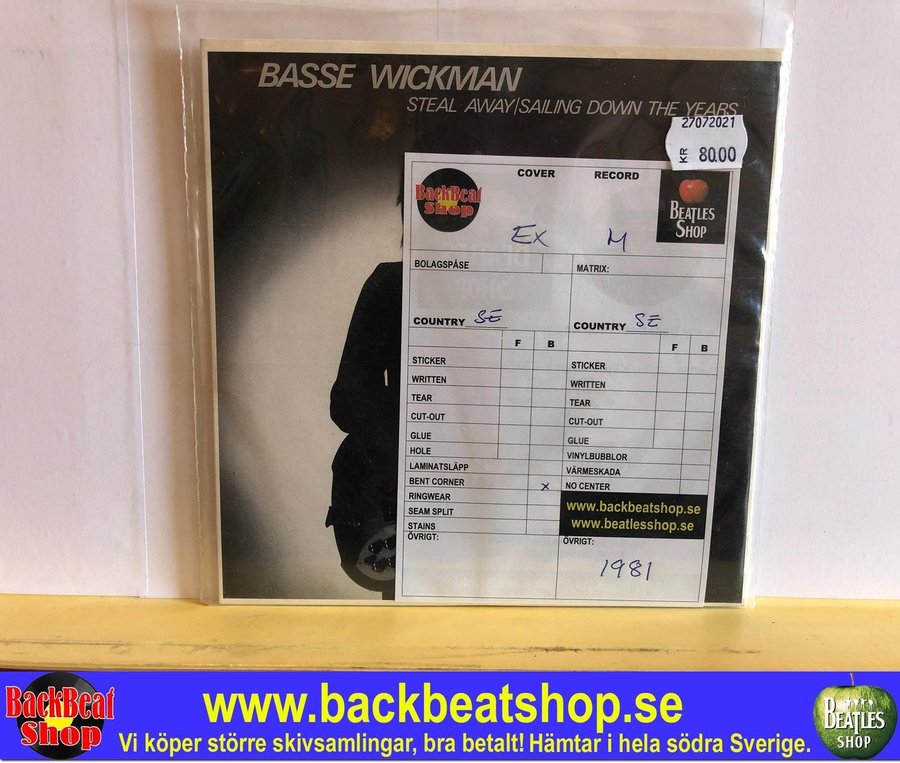 BASSE WICKMAN
STEAL AWAY/SAILING DOWN THE YEARS
27072021
KR 80.00
BackBeat
Shop
COVER
RECORD
BEATLES
SHOP
EX
M
BOLAGSPÅSE
MATRIX:
COUNTRY SE
COUNTRY SE
F B
F B
STICKER
WRITTEN
TEAR
CUT-OUT
GLUE
HOLE
LAMINATSLÄPP
BENT CORNER x
RINGWEAR
SEAM SPLIT
STAINS
ÖVRIGT:
STICKER
WRITTEN
TEAR
CUT-OUT
GLUE
VINYLBUBBLOR
VÄRMESKADA
NO CENTER
www.backbeatshop.se
www.beatlesshop.se
ÖVRIGT:
1981
BackBeat
Shop
www.backbeatshop.se
Vi köper större skivsamlingar, bra betalt! Hämtar i hela södra Sverige.
BEATLES
SHOP